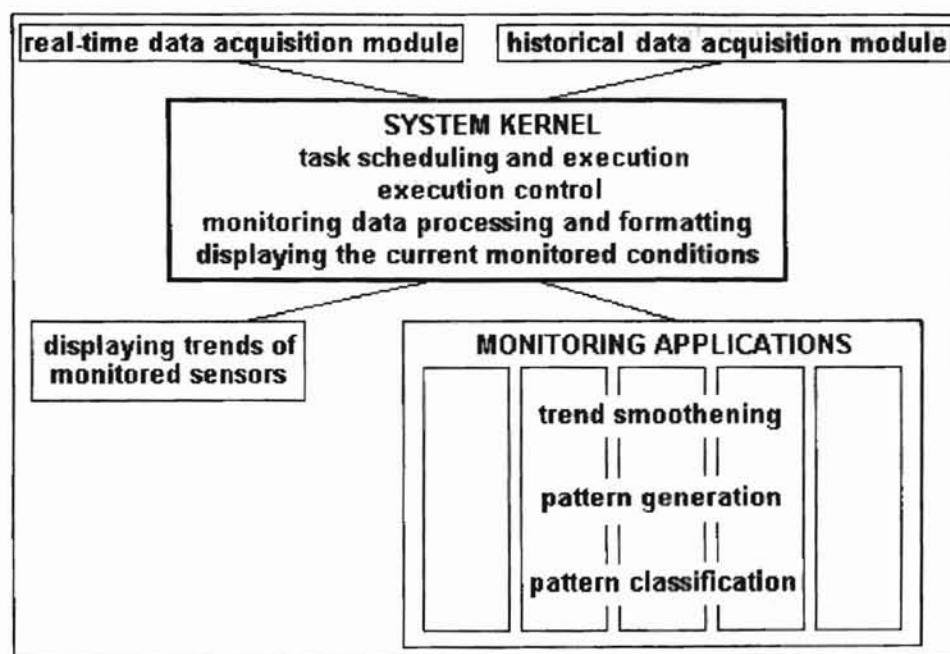 real-time data acquisition module
historical data acquisition module
SYSTEM KERNEL
task scheduling and execution
execution control
monitoring data processing and formatting
displaying the current monitored conditions
displaying trends of
monitored sensors
MONITORING APPLICATIONS
trend smoothening
pattern generation
pattern classification